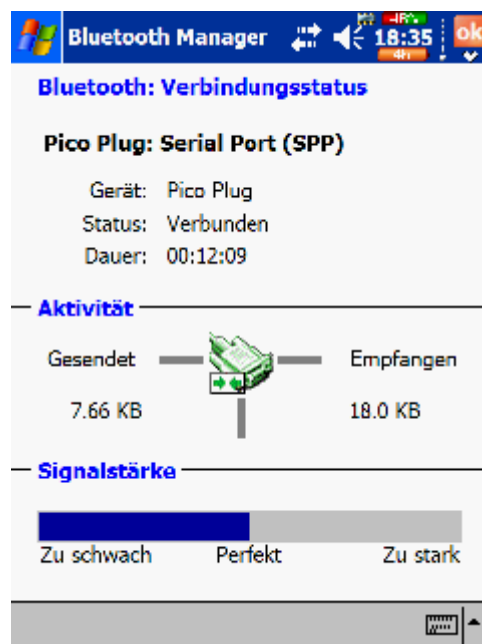 Bluetooth Manager 18:35 ok
Bluetooth: Verbindungsstatus
Pico Plug: Serial Port (SPP)
Gerät: Pico Plug
Status: Verbunden
Dauer: 00:12:09
Aktivität
Gesendet Empfangen
7.66 KB 18.0 KB
Signalstärke
Zu schwach Perfekt Zu stark